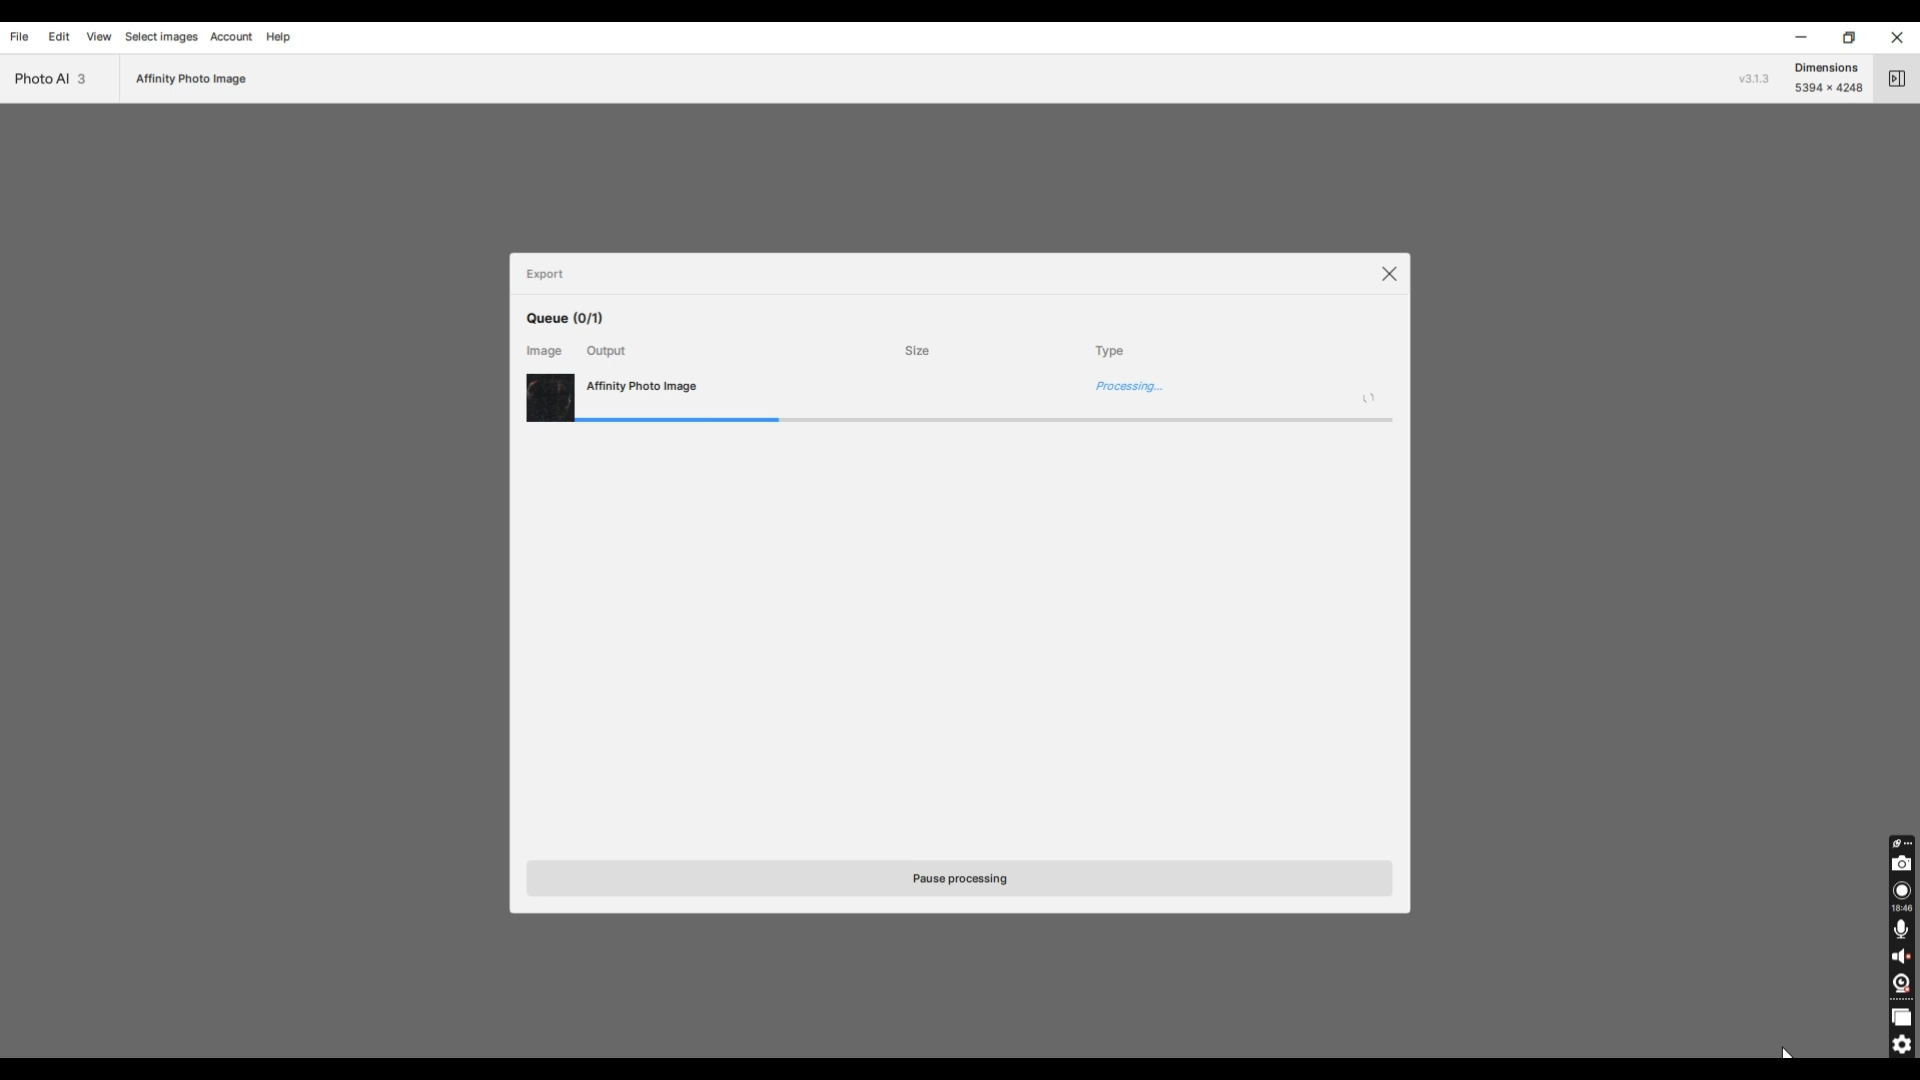 File Edit View Select images Account Help
Photo AI 3 Affinity Photo Image v3.1.3 Dimensions
5394 × 4248
Export
Queue (0/1)
Image Output Size Type
Affinity Photo Image Processing...
Pause processing
18:46